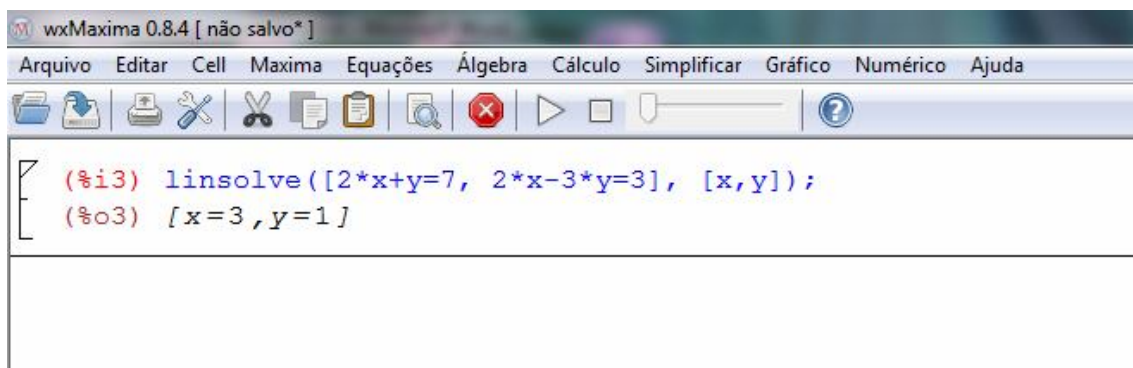 wxMaxima 0.8.4 [ não salvo* ]
Arquivo Editar Cell Maxima Equações Álgebra Cálculo Simplificar Gráfico Numérico Ajuda
(%i3) linsolve([2*x+y=7, 2*x-3*y=3], [x,y]);
(%o3) [x=3,y=1]